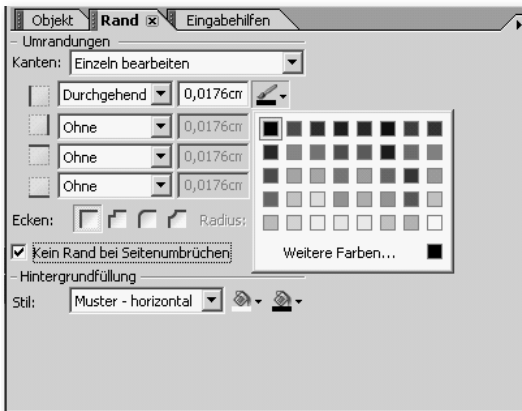 Objekt Rand Eingabehilfen
Umrandungen
Kanten: Einzeln bearbeiten
Durchgehend 0,0176cm
Ohne 0,0176cm
Ohne 0,0176cm
Ohne 0,0176cm
Ecken: Radius:
Kein Rand bei Seitenumbrüchen
Weitere Farben...
Hintergrundfüllung
Stil: Muster - horizontal